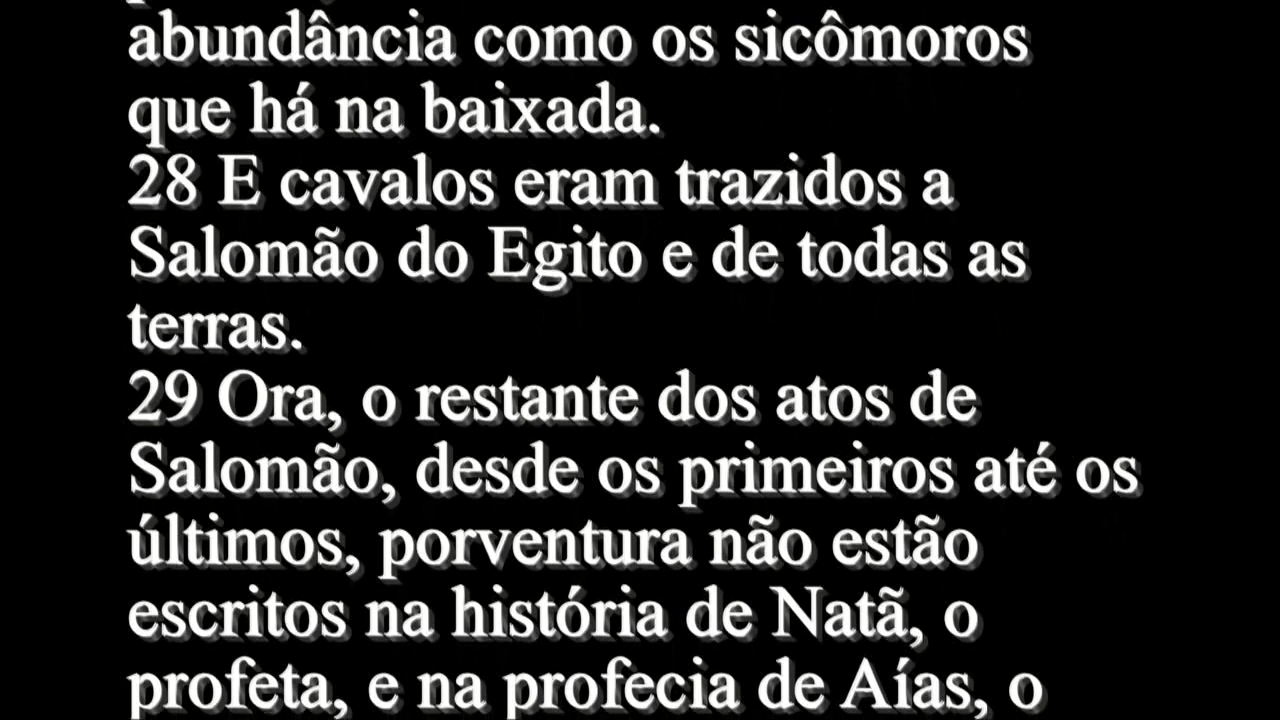 abundância como os sicômoros
que há na baixada.
28 E cavalos eram trazidos a
Salomão do Egito e de todas as
terras.
29 Ora, o restante dos atos de
Salomão, desde os primeiros até os
últimos, porventura não estão
escritos na história de Natã, o
profeta, e na profecia de Aías, o